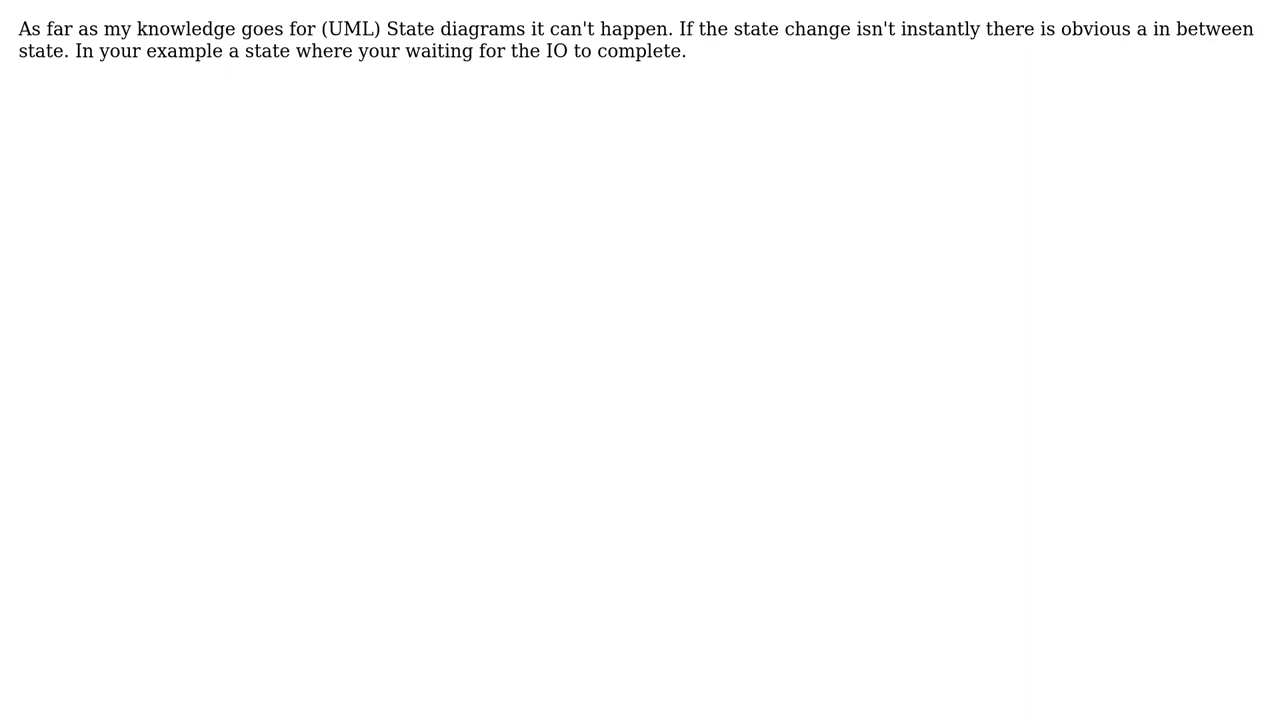 As far as my knowledge goes for (UML) State diagrams it can't happen. If the state change isn't instantly there is obvious a in between
state. In your example a state where your waiting for the IO to complete.